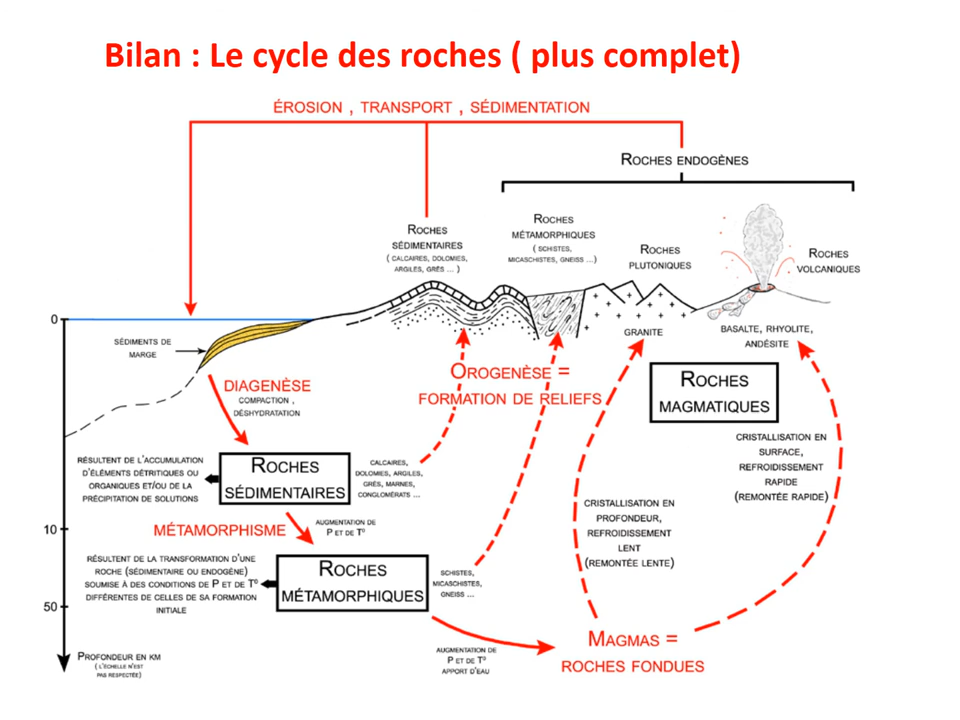 Bilan : Le cycle des roches ( plus complet)
ÉROSION , TRANSPORT , SÉDIMENTATION
ROCHES ENDOGÈNES
ROCHES
SÉDIMENTAIRES
( CALCAIRES, DOLOMIES,
ARGILES, GRÈS ... )
ROCHES
MÉTAMORPHIQUES
( SCHISTES,
MICASCHISTES, GNEISS ...)
ROCHES
PLUTONIQUES
ROCHES
VOLCANIQUES
0
SÉDIMENTS DE
MARGE
GRANITE
BASALTE, RHYOLITE,
ANDÉSITE
DIAGENÈSE
COMPACTION ,
DÉSHYDRATATION
OROGENÈSE =
FORMATION DE RELIEFS
ROCHES
MAGMATIQUES
CRISTALLISATION EN
SURFACE,
REFROIDISSEMENT
RAPIDE
(REMONTÉE RAPIDE)
RÉSULTENT DE L'ACCUMULATION
D'ÉLÉMENTS DÉTRITIQUES OU
ORGANIQUES ET/OU DE LA
PRÉCIPITATION DE SOLUTIONS
ROCHES
SÉDIMENTAIRES
CALCAIRES,
DOLOMIES, ARGILES,
GRÈS, MARNES,
CONGLOMÉRATS ...
CRISTALLISATION EN
PROFONDEUR,
REFROIDISSEMENT
LENT
(REMONTÉE LENTE)
10
MÉTAMORPHISME
AUGMENTATION DE
P ET DE T°
RÉSULTENT DE LA TRANSFORMATION D'UNE
ROCHE (SÉDIMENTAIRE OU ENDOGÈNE)
SOUMISE À DES CONDITIONS DE P ET DE T°
DIFFÉRENTES DE CELLES DE SA FORMATION
INITIALE
ROCHES
MÉTAMORPHIQUES
SCHISTES,
MICASCHISTES,
GNEISS ...
50
MAGMAS =
ROCHES FONDUES
AUGMENTATION DE
P ET DE T°
APPORT D'EAU
PROFONDEUR EN KM
( L'ÉCHELLE N'EST
PAS RESPECTÉE)